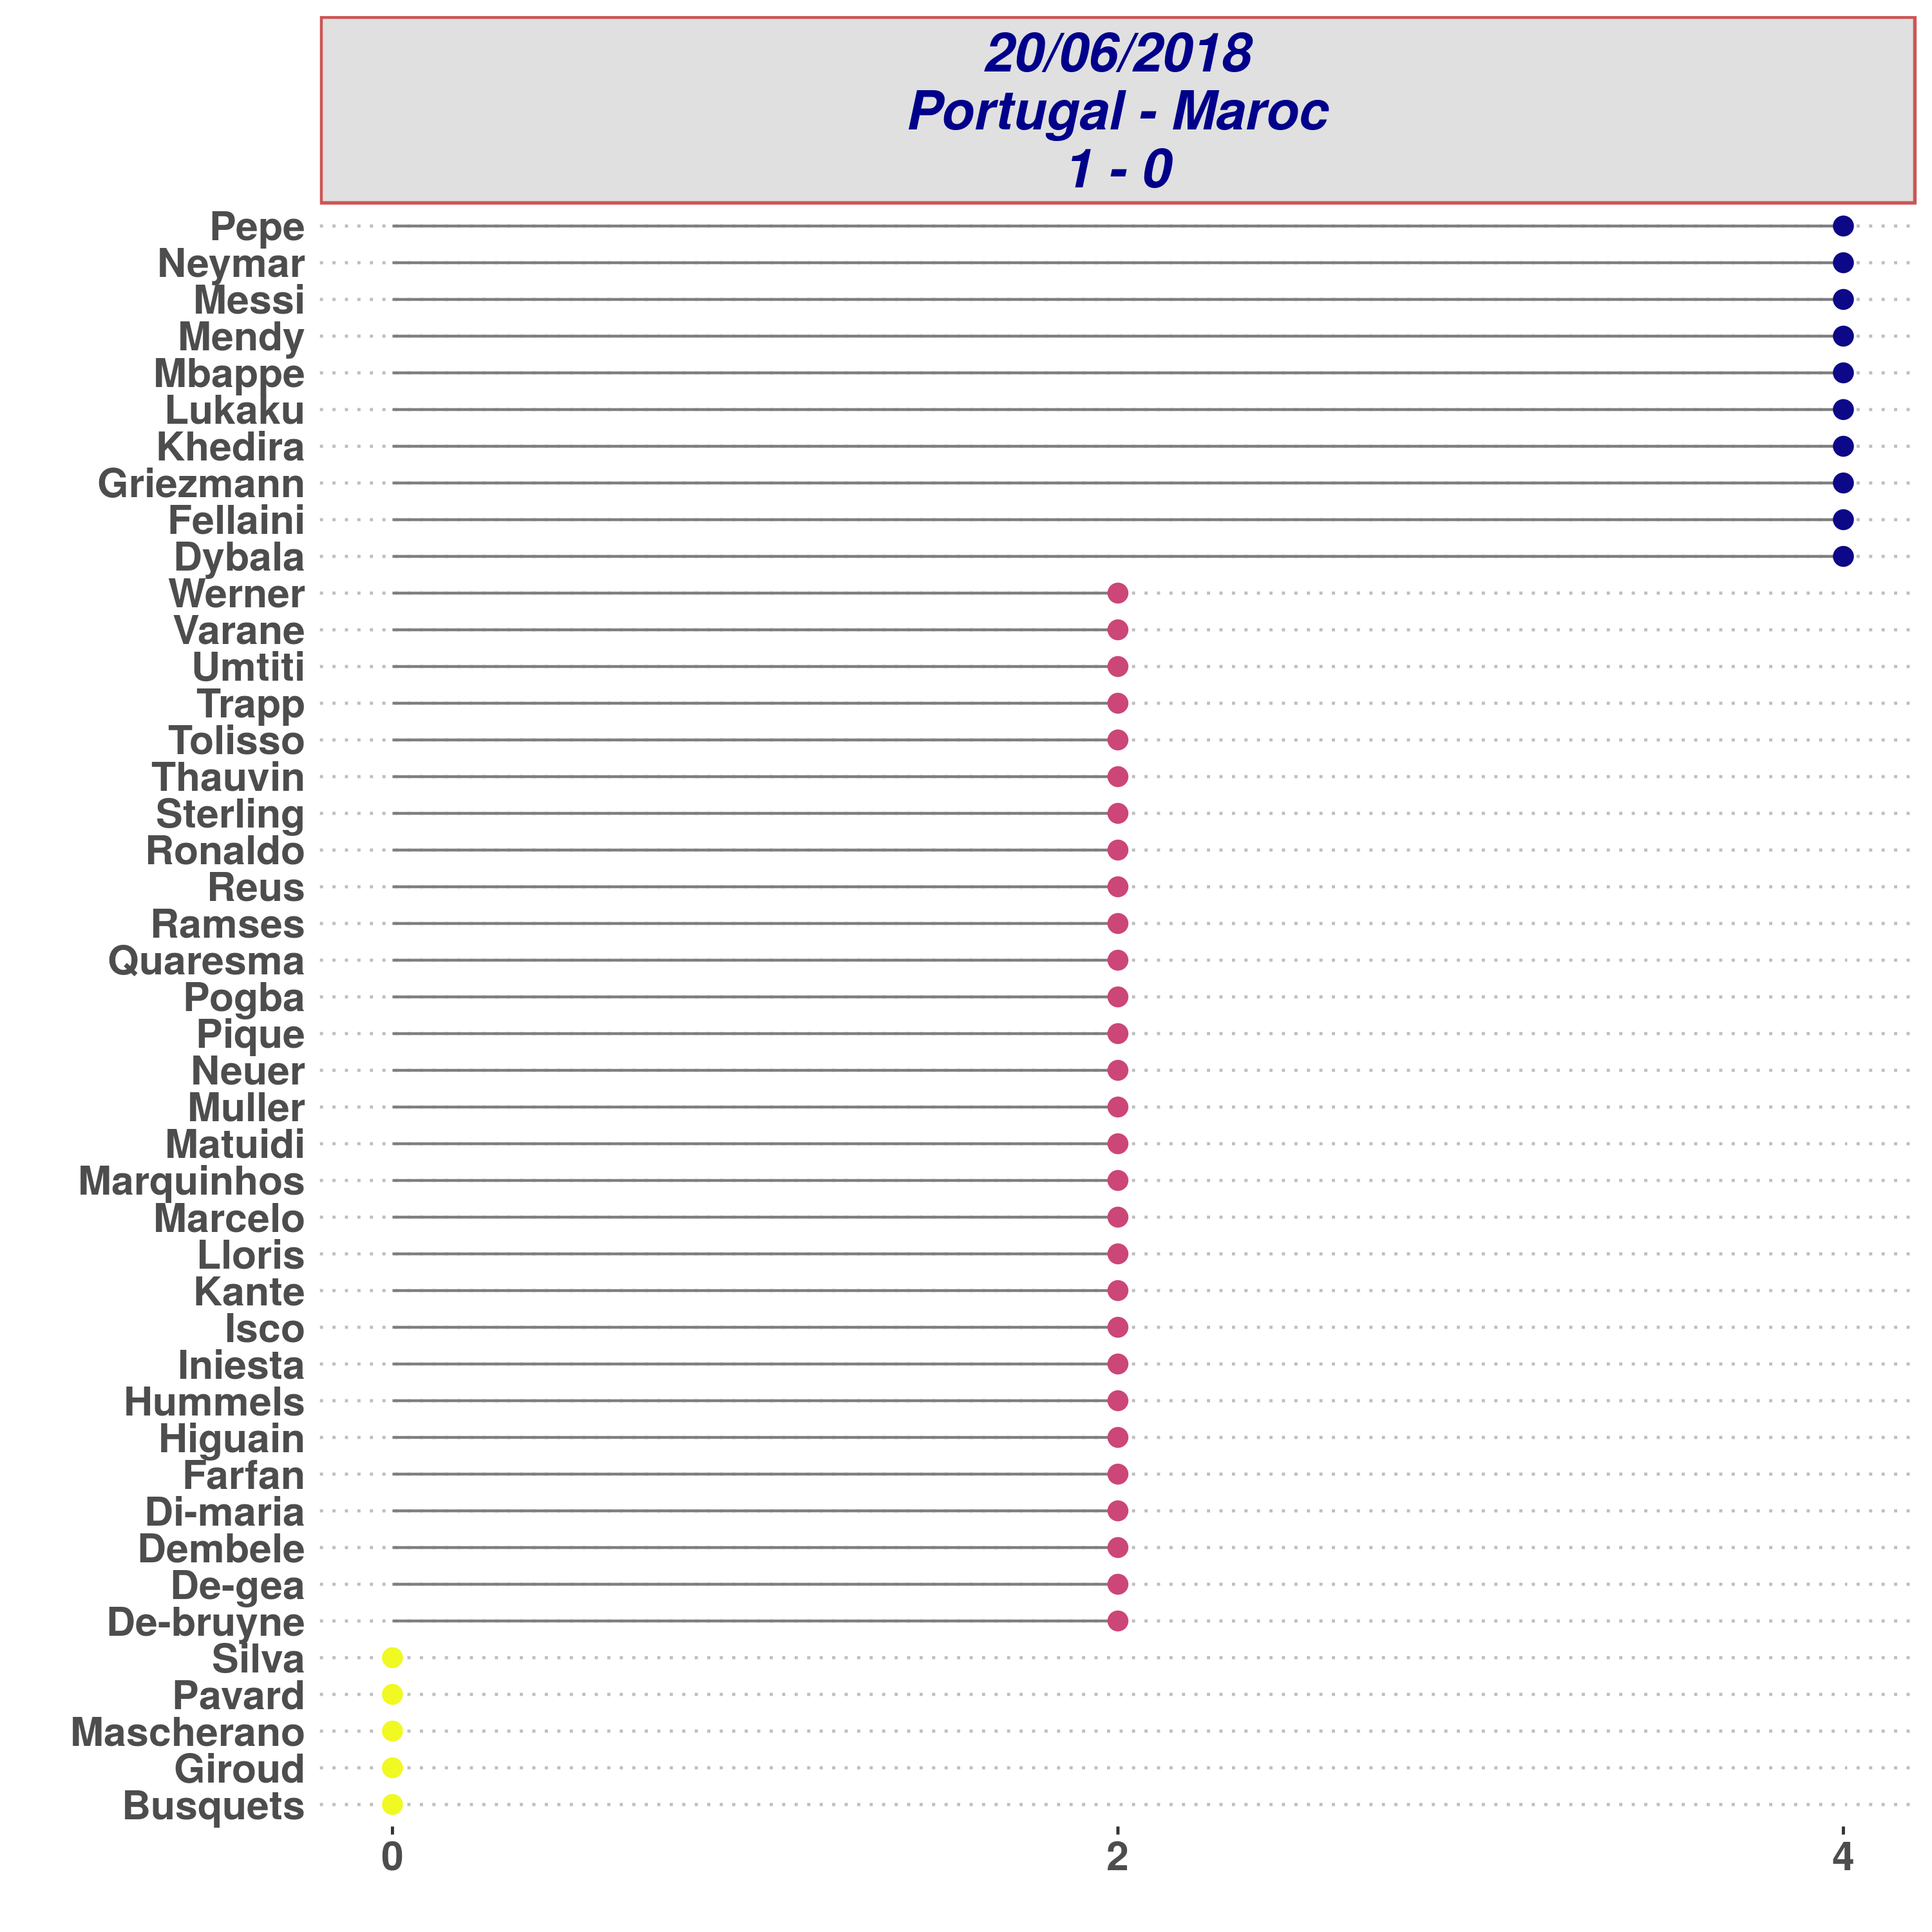 20/06/2018
Portugal - Maroc
1 - 0
Pepe
Neymar
Messi
Mendy
Mbappe
Lukaku
Khedira
Griezmann
Fellaini
Dybala
Werner
Varane
Umtiti
Trapp
Tolisso
Thauvin
Sterling
Ronaldo
Reus
Ramses
Quaresma
Pogba
Pique
Neuer
Muller
Matuidi
Marquinhos
Marcelo
Lloris
Kante
Isco
Iniesta
Hummels
Higuain
Farfan
Di-maria
Dembele
De-gea
De-bruyne
Silva
Pavard
Mascherano
Giroud
Busquets
0 2 4